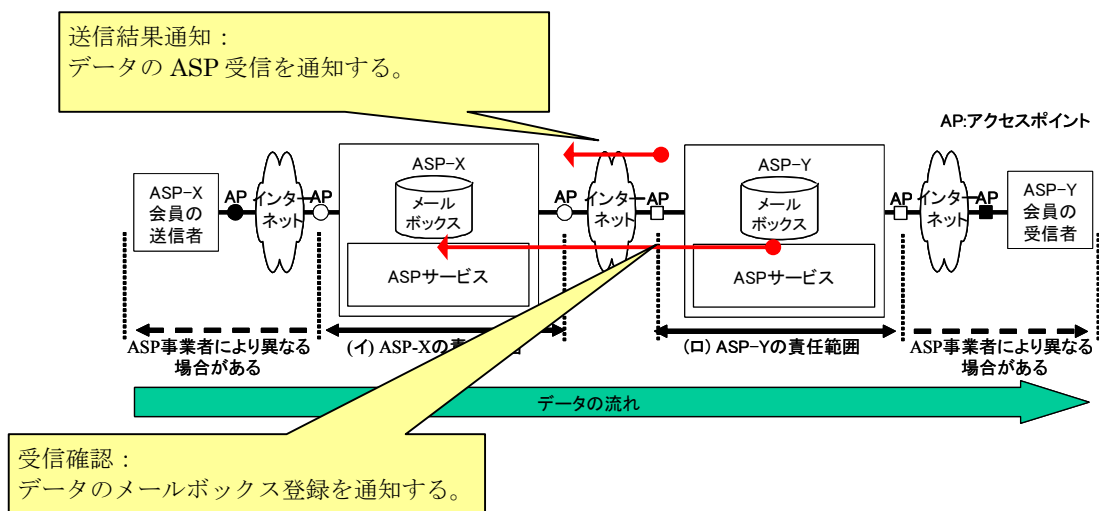 送信結果通知：
データの ASP 受信を通知する。
AP:アクセスポイント
ASP-X
会員の
送信者
AP
インター
ネット
AP
ASP-X
メール
ボックス
ASPサービス
インター
ネット
AP
ASP-Y
メール
ボックス
ASPサービス
AP
インター
ネット
AP
ASP-Y
会員の
受信者
ASP事業者により異なる
場合がある
(イ) ASP-Xの責
囲
(ロ) ASP-Yの責任範囲
ASP事業者により異なる
場合がある
データの流れ
受信確認：
データのメールボックス登録を通知する。